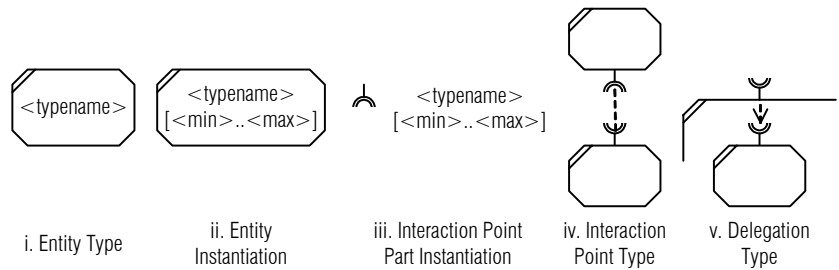 <typename>
<typename>
[<min>..<max>]
<typename>
[<min>..<max>]
i. Entity Type
ii. Entity
Instantiation
iii. Interaction Point
Part Instantiation
iv. Interaction
Point Type
v. Delegation
Type